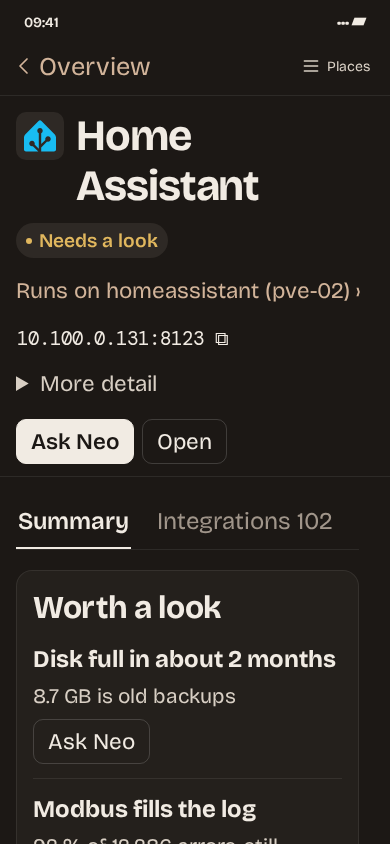 09:41
Overview
Places
Home
Assistant
Needs a look
Runs on homeassistant (pve-02) ›
10.100.0.131:8123
More detail
Ask Neo
Open
Summary
Integrations 102
Worth a look
Disk full in about 2 months
8.7 GB is old backups
Ask Neo
Modbus fills the log